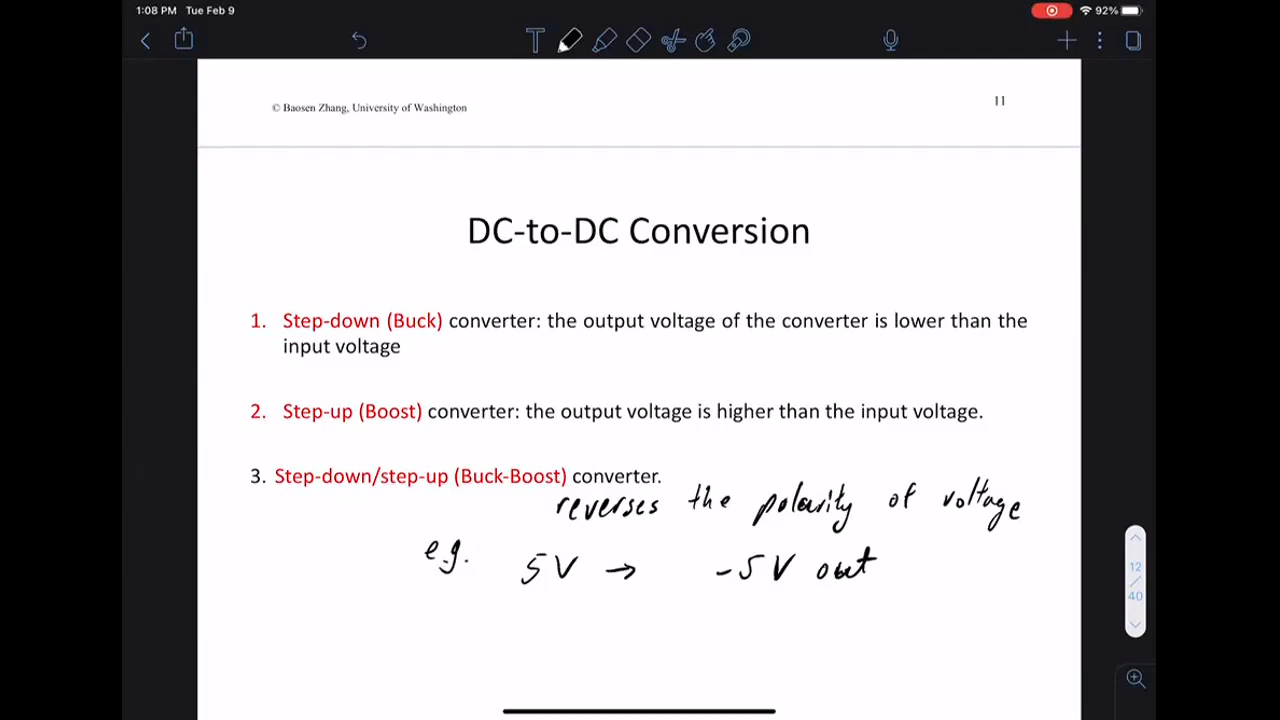 1:08 PM Tue Feb 9
92%
© Baosen Zhang, University of Washington
11
DC-to-DC Conversion
1. Step-down (Buck) converter: the output voltage of the converter is lower than the
input voltage
2. Step-up (Boost) converter: the output voltage is higher than the input voltage.
3. Step-down/step-up (Buck-Boost) converter.
reverses the polarity of voltage
e.g. 5V → -5V out
12
/
40